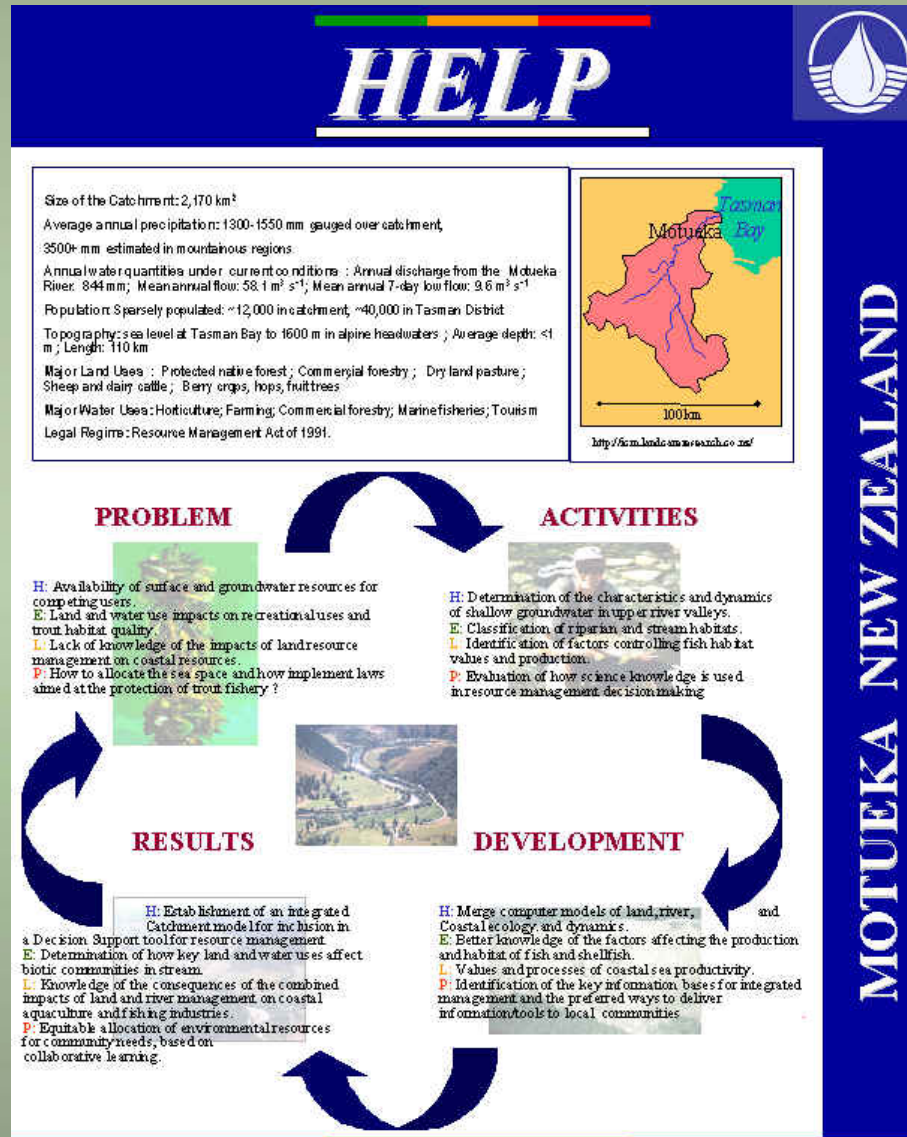 HELP
Size of the Catchment: 2,170 km²
Average annual precipitation: 1300-1550 mm gauged over catchment,
3500+ mm estimated in mountainous regions
Annual water quantities under current conditions : Annual discharge from the Motueka
River: 844 mm; Mean annual flow: 58.1 m³ s⁻¹; Mean annual 7-day low flow: 9.6 m³ s⁻¹
Population: Sparsely populated: ~12,000 in catchment, ~40,000 in Tasman District
Topography: sea level at Tasman Bay to 1600 m in alpine headwaters ; Average depth: <1
m ; Length: 110 km
Major Land Uses : Protected native forest ; Commercial forestry ; Dry land pasture ;
Sheep and dairy cattle ; Berry crops, hops, fruit trees
Major Water Uses: Horticulture; Farming; Commercial forestry; Marine fisheries; Tourism
Legal Regime: Resource Management Act of 1991.
Tasman
Motueka Bay
100km
http://icm.landcareresearch.co.nz/
PROBLEM
H: Availability of surface and groundwater resources for
competing users.
E: Land and water use impacts on recreational uses and
trout habitat quality.
L: Lack of knowledge of the impacts of land resource
management on coastal resources.
P: How to allocate the sea space and how implement laws
aimed at the protection of trout fishery ?
ACTIVITIES
H: Determination of the characteristics and dynamics
of shallow groundwater in upper river valleys.
E: Classification of riparian and stream habitats.
L: Identification of factors controlling fish habitat
values and production.
P: Evaluation of how science knowledge is used
in resource management decision making
RESULTS
H: Establishment of an integrated
Catchment model for inclusion in
a Decision Support tool for resource management
E: Determination of how key land and water uses affect
biotic communities in stream.
L: Knowledge of the consequences of the combined
impacts of land and river management on coastal
aquaculture and fishing industries.
P: Equitable allocation of environmental resources
for community needs, based on
collaborative learning.
DEVELOPMENT
H: Merge computer models of land, river, and
Coastal ecology and dynamics.
E: Better knowledge of the factors affecting the production
and habitat of fish and shellfish.
L: Values and processes of coastal sea productivity.
P: Identification of the key information bases for integrated
management and the preferred ways to deliver
information/tools to local communities
MOTUEKA NEW ZEALAND